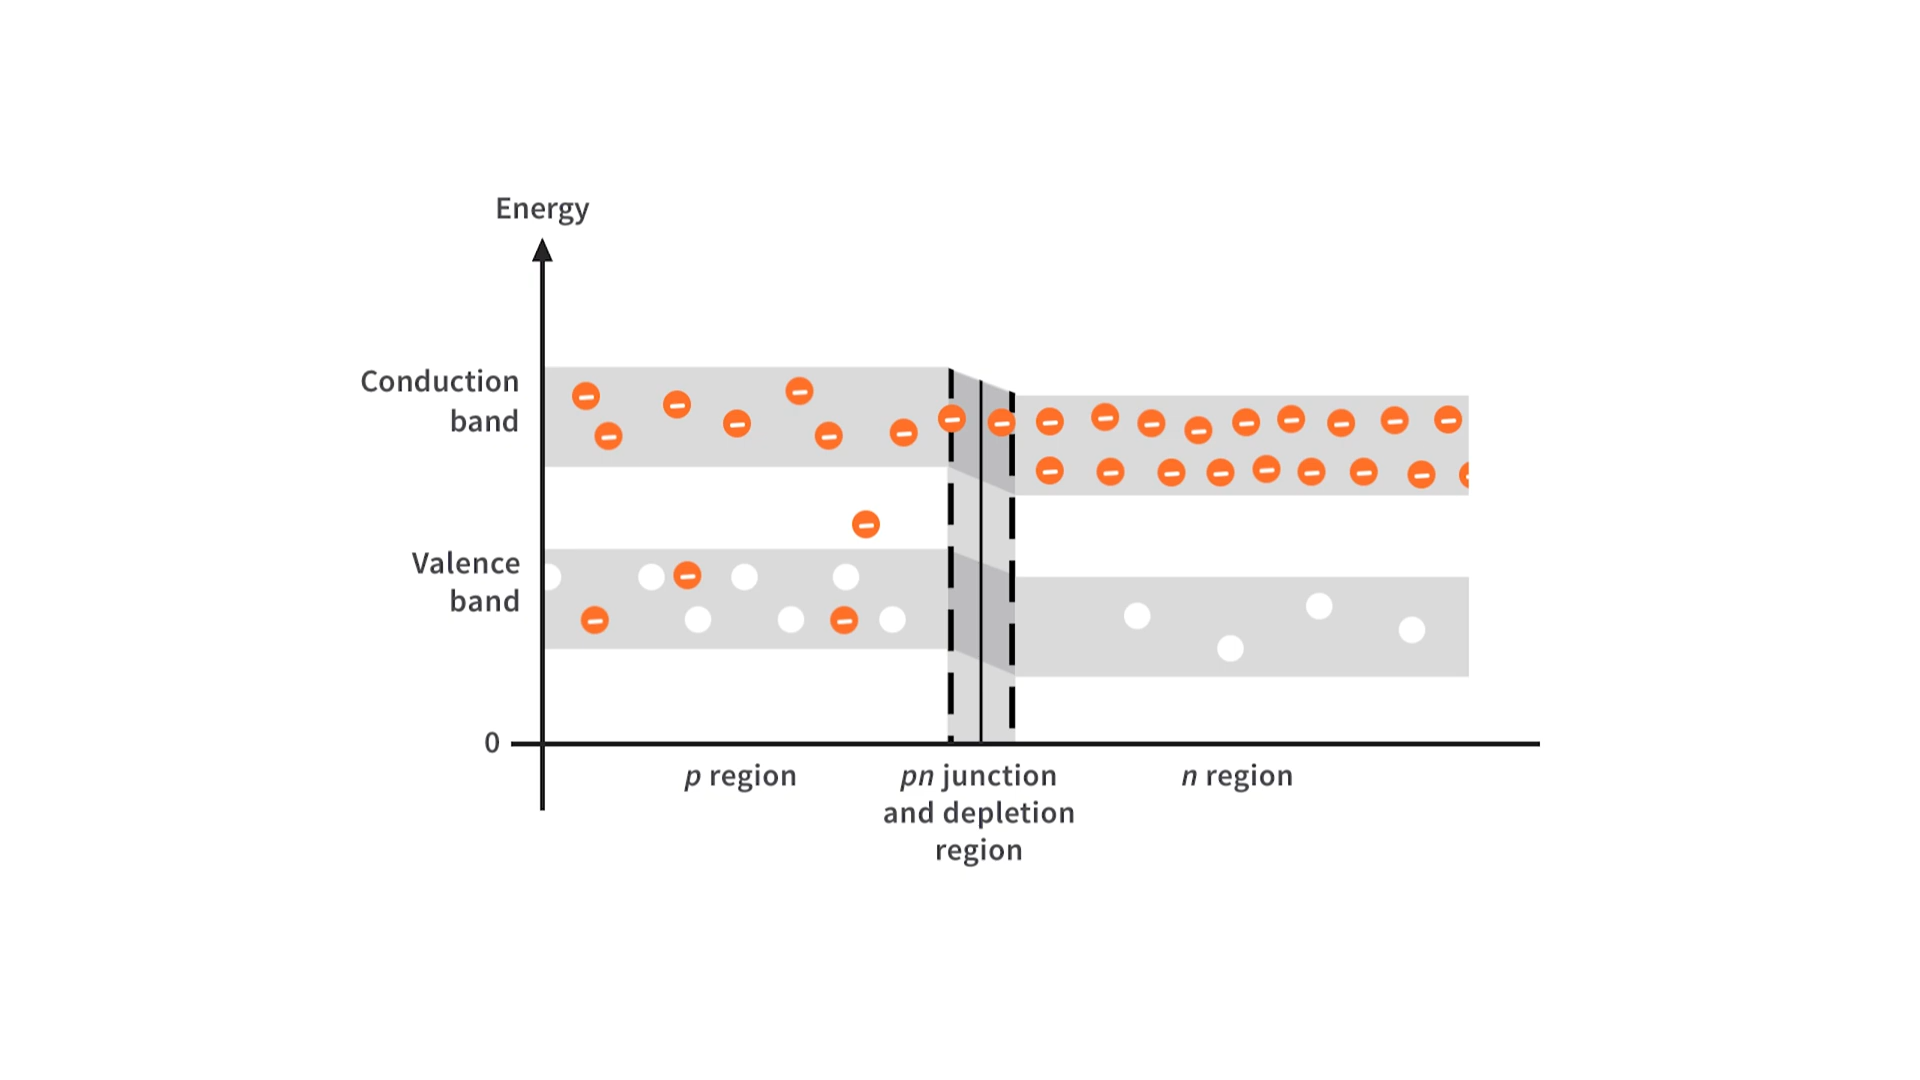 Energy
Conduction
band
Valence
band
0
p region
pn junction
and depletion
region
n region